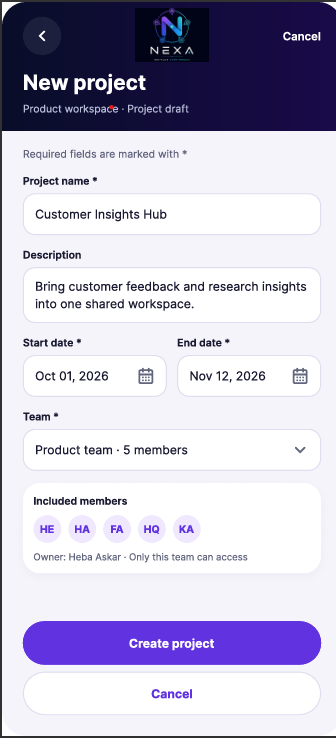 NEXA
Cancel
New project
Product workspace · Project draft
Required fields are marked with *
Project name *
Customer Insights Hub
Description
Bring customer feedback and research insights
into one shared workspace.
Start date * End date *
Oct 01, 2026 Nov 12, 2026
Team *
Product team · 5 members
Included members
HE HA FA HQ KA
Owner: Heba Askar · Only this team can access
Create project
Cancel